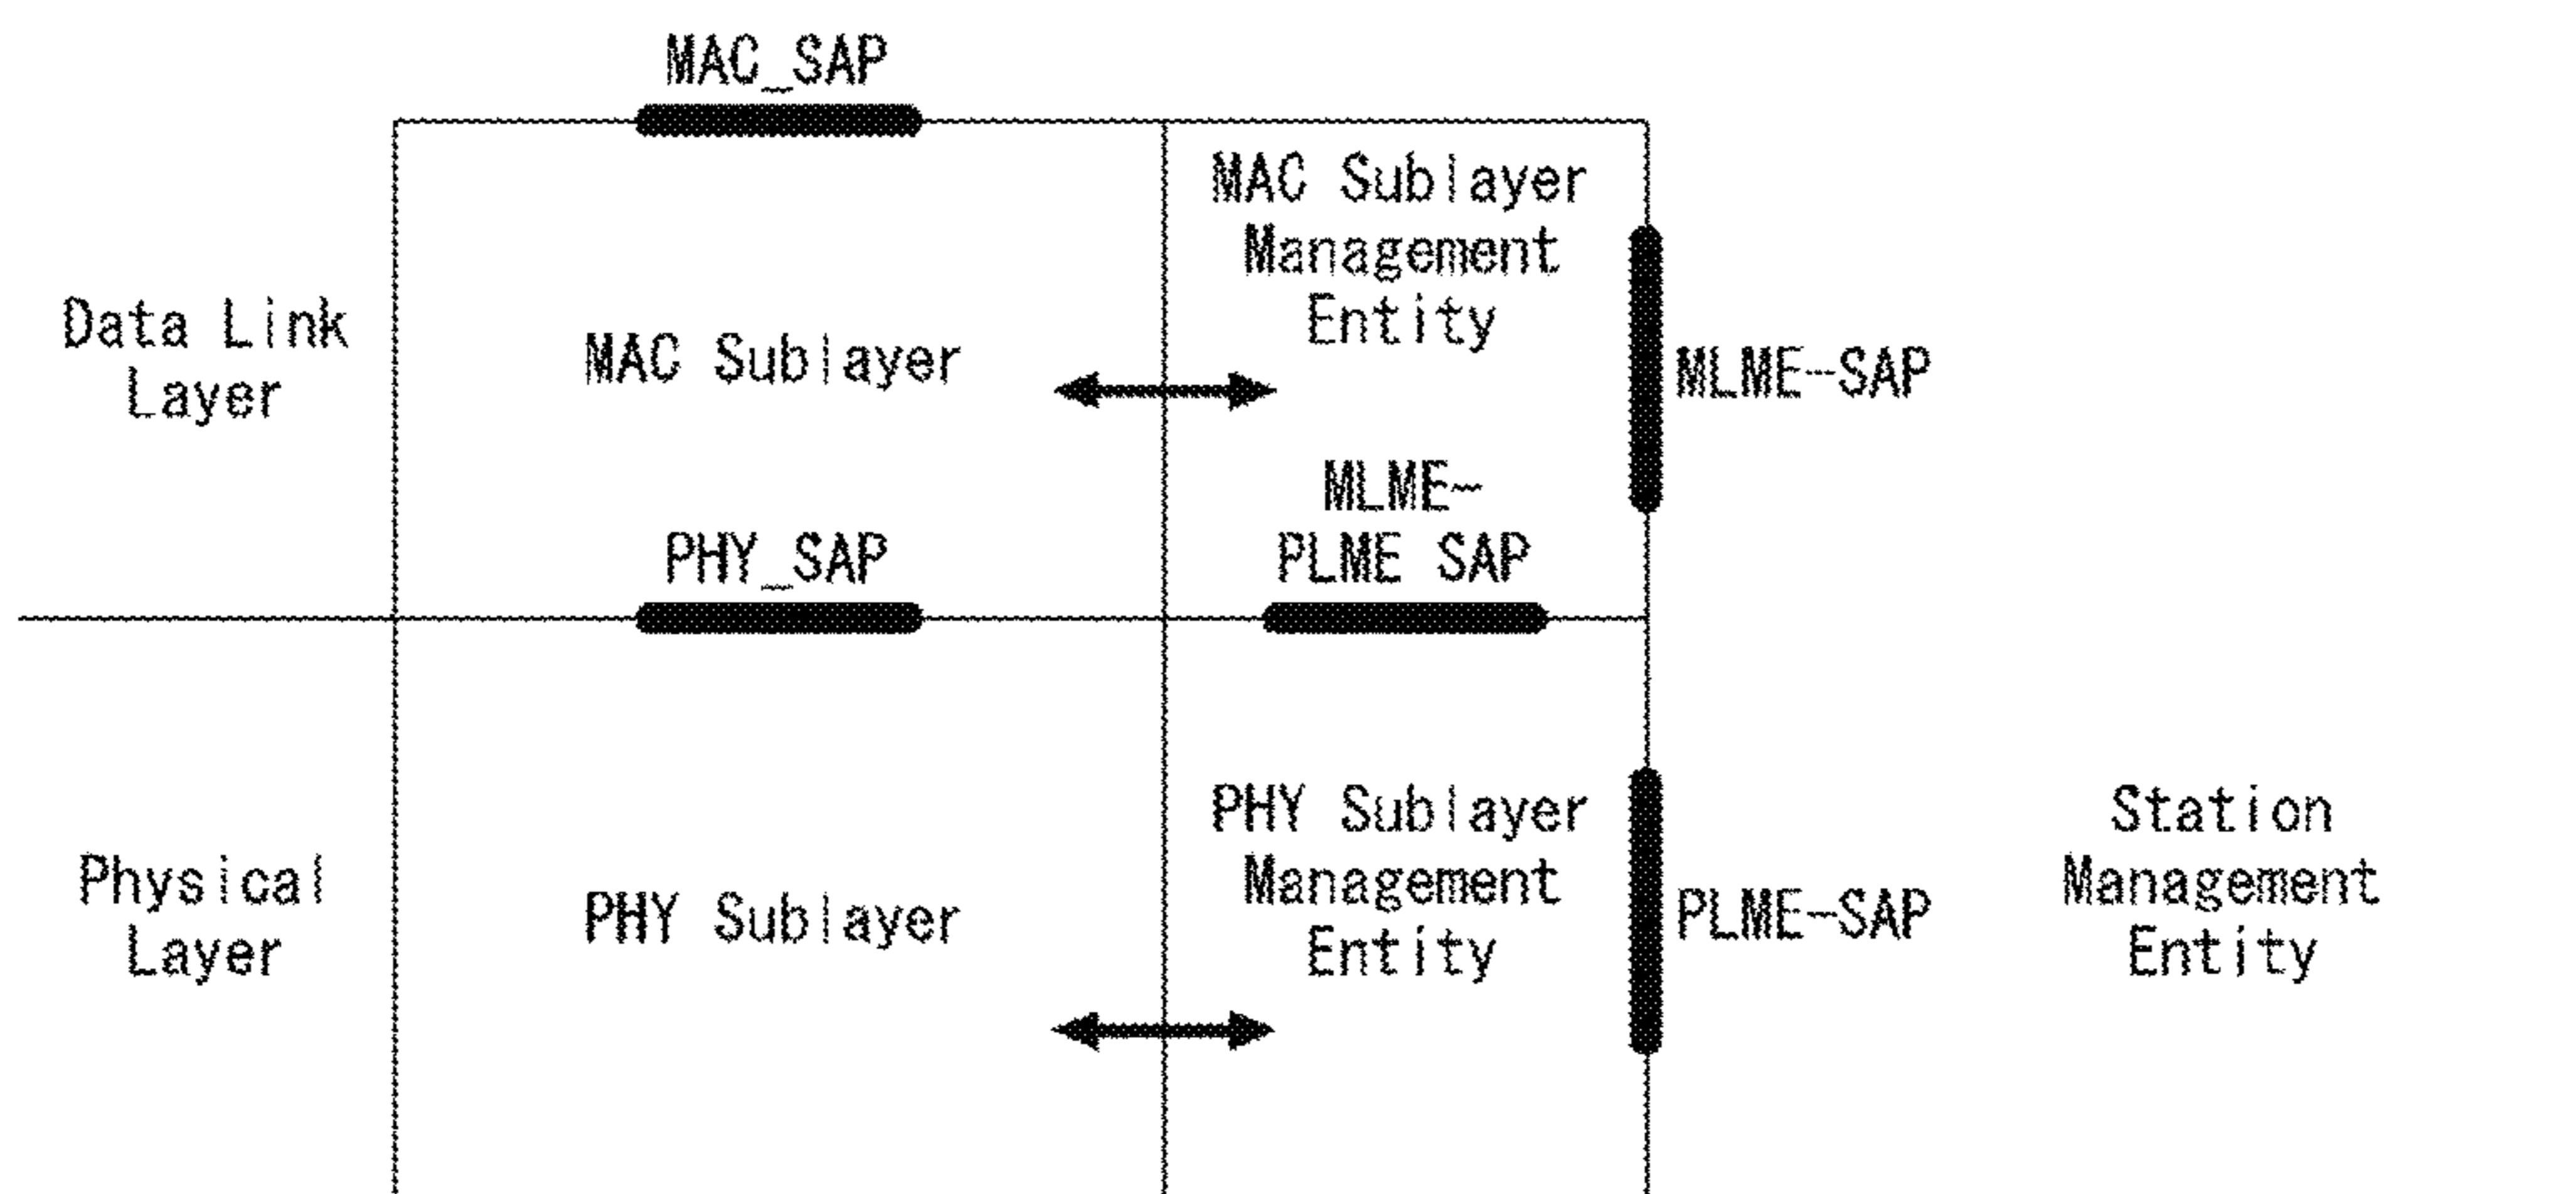 MAC_SAP
MAC Sublayer
Management
Entity
Data Link
Layer
MAC Sublayer
MLME-SAP
MLME-
PLME SAP
PHY_SAP
Physical
Layer
PHY Sublayer
PHY Sublayer
Management
Entity
PLME-SAP
Station
Management
Entity